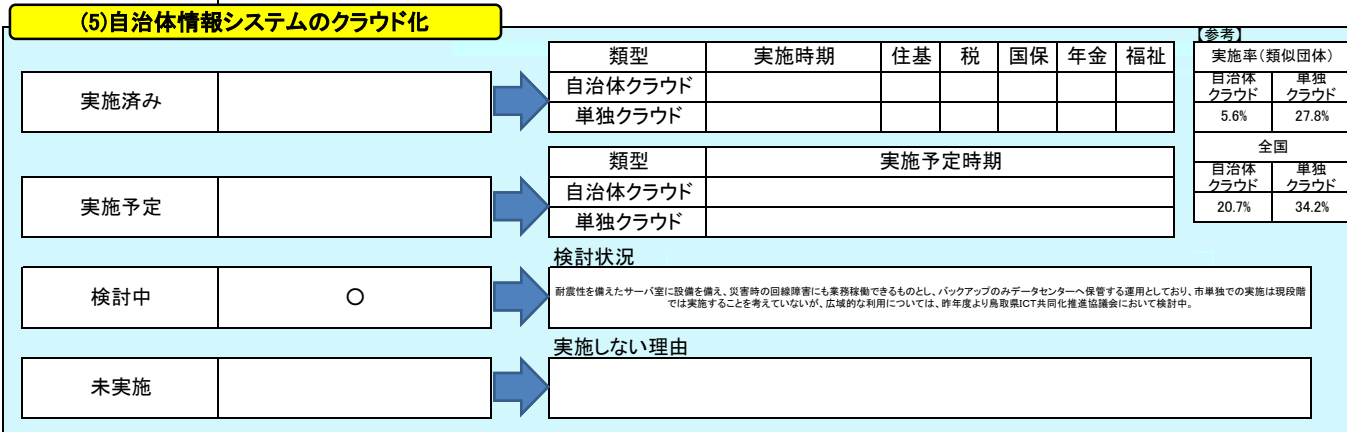 (5)自治体情報システムのクラウド化
実施済み
類型 実施時期 住基 税 国保 年金 福祉
自治体クラウド
単独クラウド
【参考】
実施率(類似団体)
自治体クラウド 単独クラウド
5.6% 27.8%
全国
自治体クラウド 単独クラウド
20.7% 34.2%
実施予定
類型 実施予定時期
自治体クラウド
単独クラウド
検討中 〇
検討状況
耐震性を備えたサーバ室に設備を備え、災害時の回線障害にも業務稼働できるものとし、バックアップのみデータセンターへ保管する運用としており、市単独での実施は現段階
では実施することを考えていないが、広域的な利用については、昨年度より鳥取県ICT共同化推進協議会において検討中。
未実施
実施しない理由